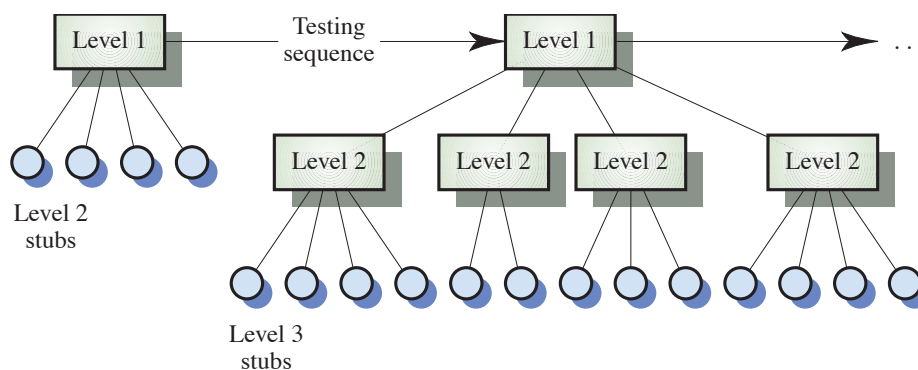 Level 1
Testing
sequence
Level 1
. .
Level 2
Level 2
Level 2
Level 2
Level 2
stubs
Level 3
stubs